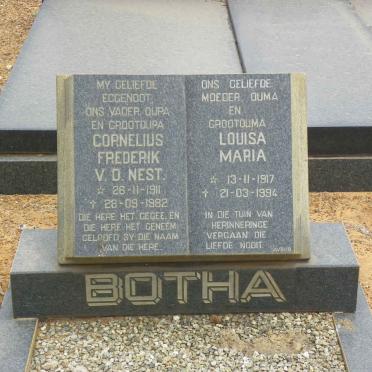 MY GELIEFDE
EGGENOOT,
ONS VADER, OUPA
EN GROOTOUPA
CORNELIUS
FREDERIK
V. D. NEST.
☆ 26-11-1911
† 28-09-1992
DIE HERE HET GEGEE, EN
DIE HERE HET GENEEM
GELOOFD SY DIE NAAM
VAN DIE HERE.
ONS GELIEFDE
MOEDER, OUMA
EN
GROOTOUMA
LOUISA
MARIA
☆ 13-11-1917
† 21-03-1994
IN DIE TUIN VAN
HERINNERINGE
VERGAAN DIE
LIEFDE NOOIT.
BOTHA